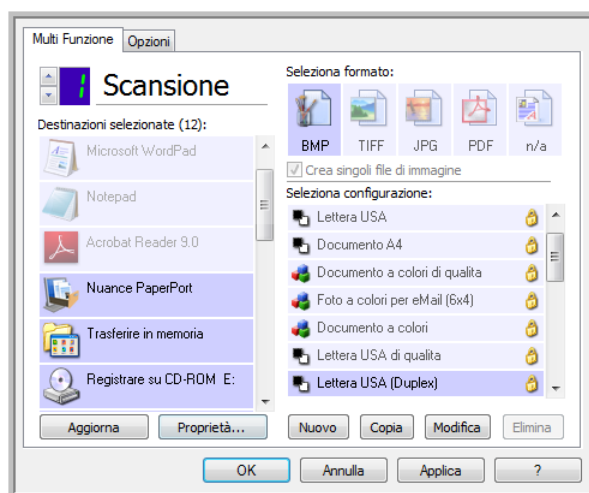 Multi Funzione
Opzioni
1 Scansione
Destinazioni selezionate (12):
Microsoft WordPad
Notepad
Acrobat Reader 9.0
Nuance PaperPort
Trasferire in memoria
Registrare su CD-ROM E:
Aggiorna
Proprietà...
Seleziona formato:
BMP
TIFF
JPG
PDF
n/a
Crea singoli file di immagine
Seleziona configurazione:
Lettera USA
Documento A4
Documento a colori di qualita
Foto a colori per eMail (6x4)
Documento a colori
Lettera USA di qualita
Lettera USA (Duplex)
Nuovo
Copia
Modifica
Elimina
OK
Annulla
Applica
?